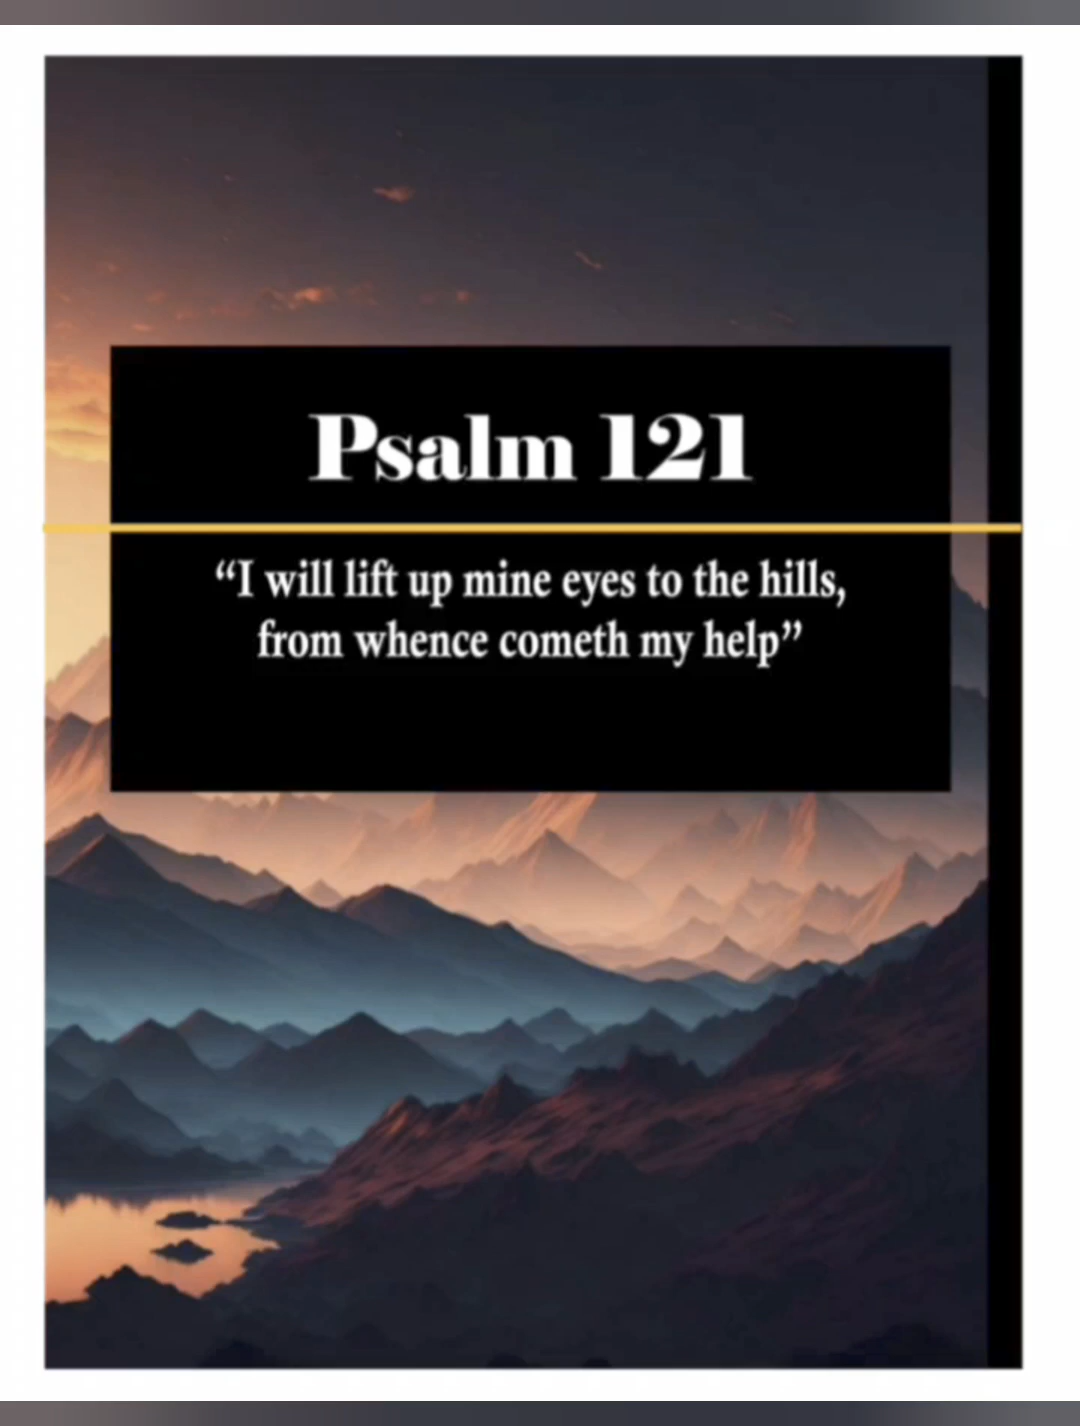 Psalm 121
“I will lift up mine eyes to the hills,
from whence cometh my help”